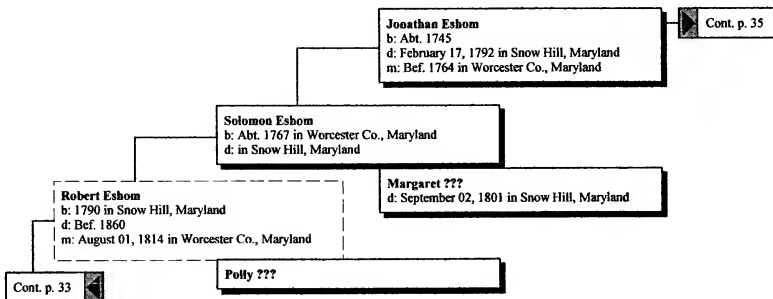 Jonathan Eshom
b: Abt. 1745
d: February 17, 1792 in Snow Hill, Maryland
m: Bef. 1764 in Worcester Co., Maryland
Cont. p. 35
Solomon Eshom
b: Abt. 1767 in Worcester Co., Maryland
d: in Snow Hill, Maryland
Margaret ???
d: September 02, 1801 in Snow Hill, Maryland
Robert Eshom
b: 1790 in Snow Hill, Maryland
d: Bef. 1860
m: August 01, 1814 in Worcester Co., Maryland
Polly ???
Cont. p. 33